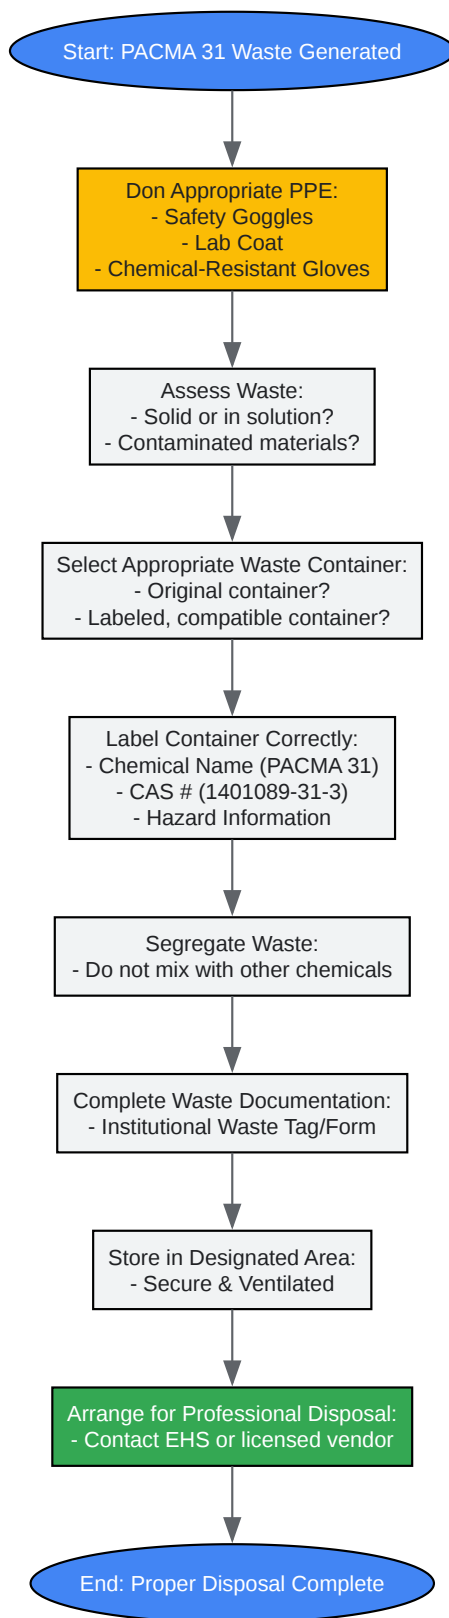 Start: PACMA 31 Waste Generated
Don Appropriate PPE:
- Safety Goggles
- Lab Coat
- Chemical-Resistant Gloves
Assess Waste:
- Solid or in solution?
- Contaminated materials?
Select Appropriate Waste Container:
- Original container?
- Labeled, compatible container?
Label Container Correctly:
- Chemical Name (PACMA 31)
- CAS # (1401089-31-3)
- Hazard Information
Segregate Waste:
- Do not mix with other chemicals
Complete Waste Documentation:
- Institutional Waste Tag/Form
Store in Designated Area:
- Secure & Ventilated
Arrange for Professional Disposal:
- Contact EHS or licensed vendor
End: Proper Disposal Complete